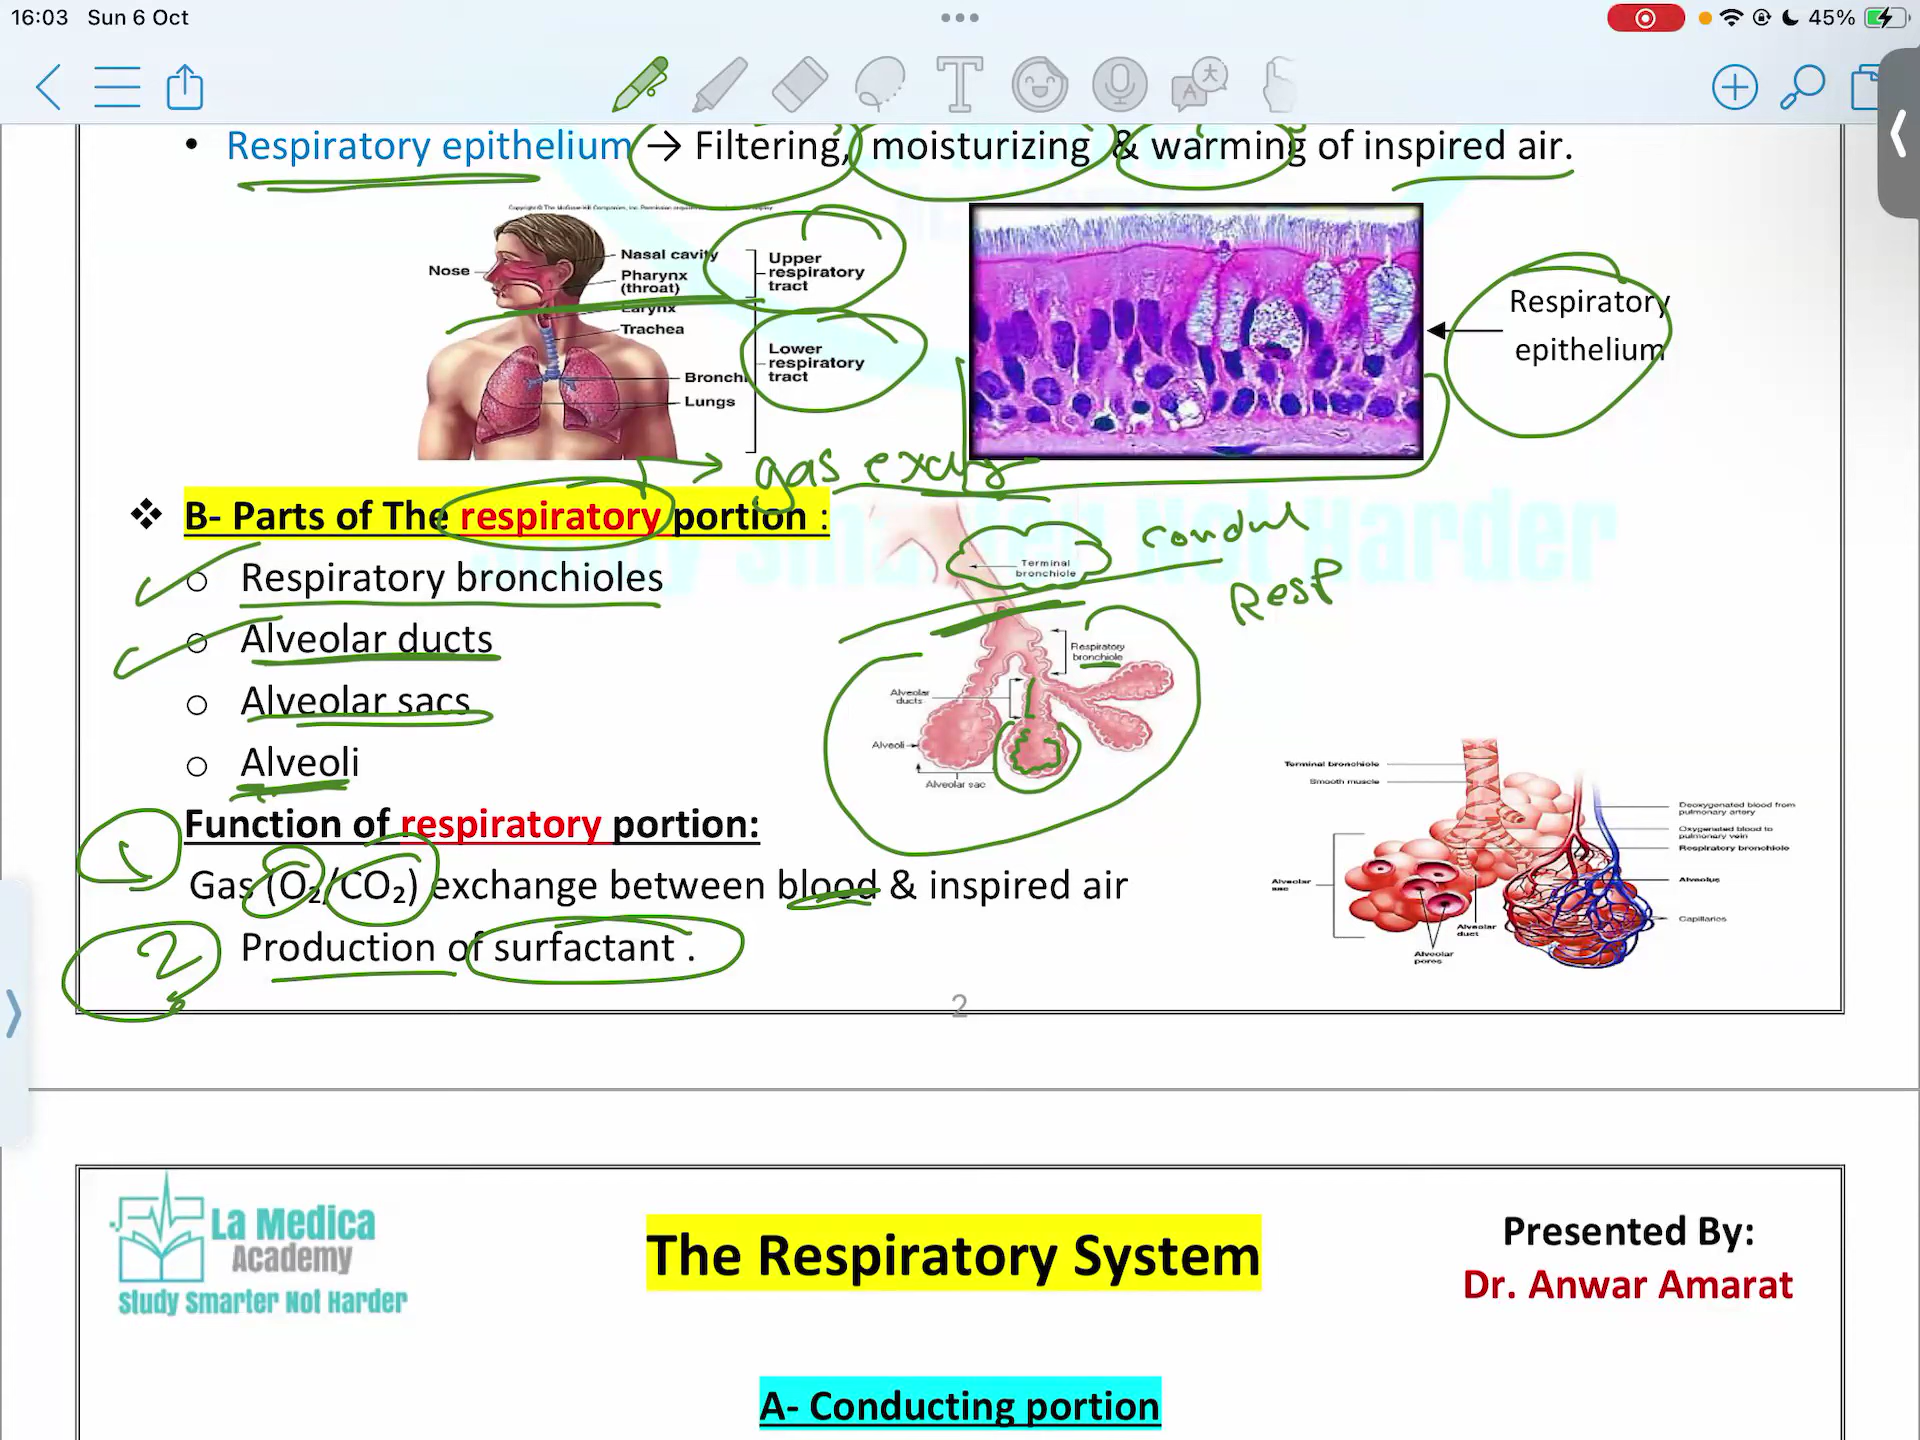 16:03 Sun 6 Oct
45%
• Respiratory epithelium → Filtering, moisturizing & warming of inspired air.
Nose
Nasal cavity
Pharynx
(throat)
Larynx
Trachea
Bronchi
Lungs
Upper
respiratory
tract
Lower
respiratory
tract
Respiratory
epithelium
gas exchg
❖ B- Parts of The respiratory portion :
o Respiratory bronchioles
o Alveolar ducts
o Alveolar sacs
o Alveoli
Terminal
bronchiole
Resp
Respiratory
bronchiole
Alveolar
ducts
Alveoli
Alveolar sac
Terminal bronchiole
Smooth muscle
Deoxygenated blood from
pulmonary artery
Oxygenated blood to
pulmonary vein
Respiratory bronchiole
Alveolar
sac
Alveolus
Capillaries
Alveolar
duct
Alveolar
pores
1
Function of respiratory portion:
Gas (O₂/CO₂) exchange between blood & inspired air
2
Production of surfactant .
2
La Medica
Academy
Study Smarter Not Harder
The Respiratory System
Presented By:
Dr. Anwar Amarat
A- Conducting portion